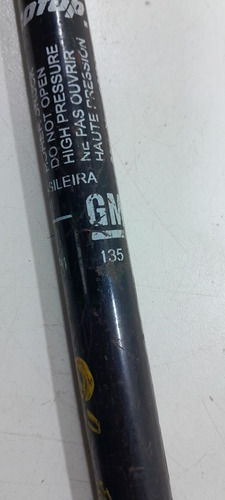 DO NOT OPEN
HIGH PRESSURE
NE PAS OUVRIR
HAUTE PRESSION
SILEIRA
GM
135